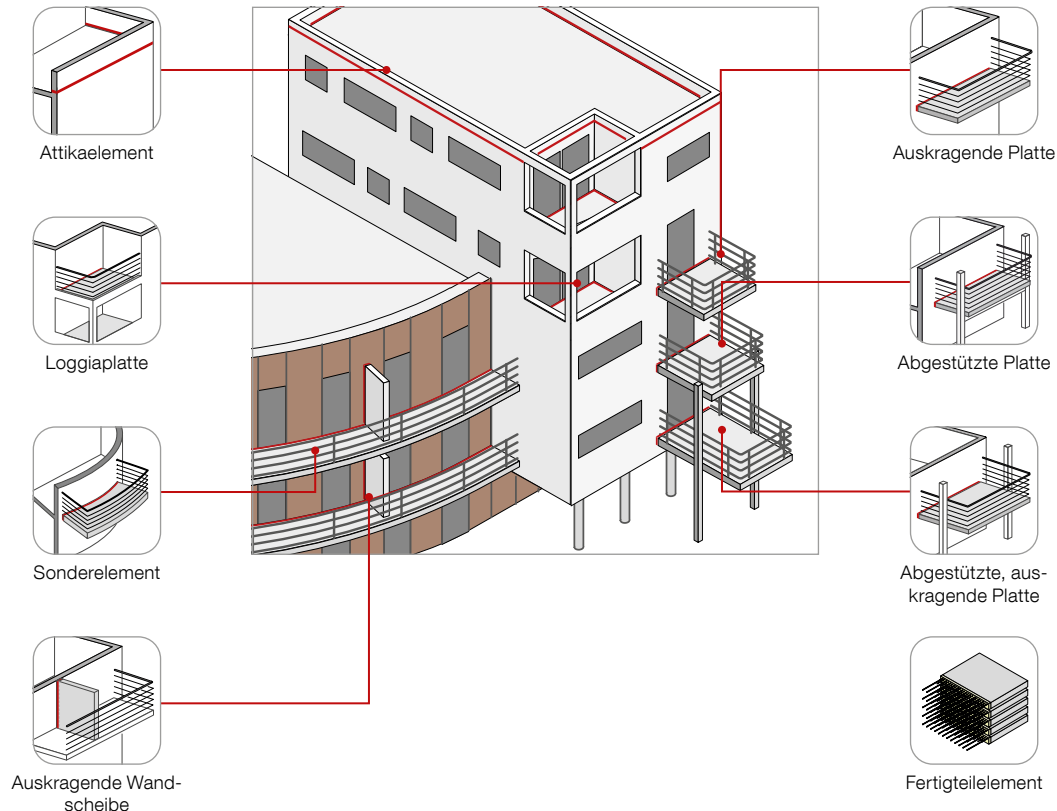 Attikaelement
Auskragende Platte
Loggiaplatte
Abgestützte Platte
Sonderelement
Abgestützte, aus-
kragende Platte
Auskragende Wand-
scheibe
Fertigteilelement